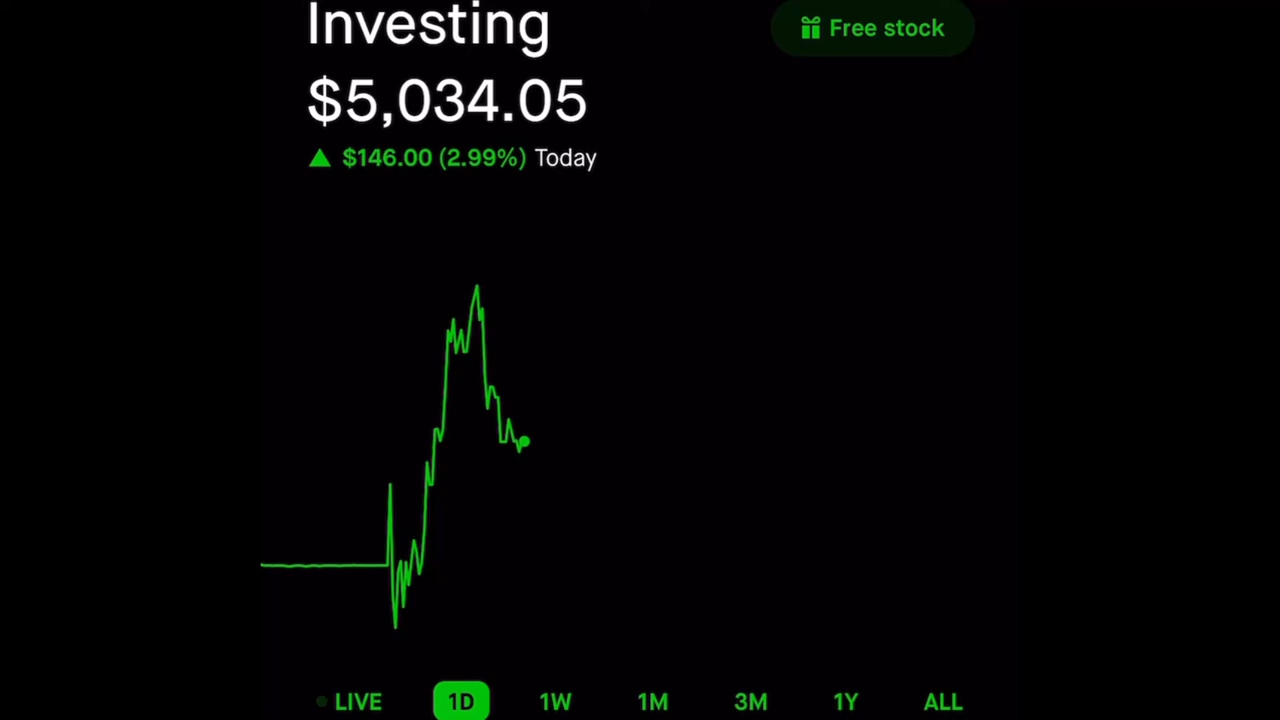 Investing
Free stock
$5,034.05
▲ $146.00 (2.99%) Today
LIVE 1D 1W 1M 3M 1Y ALL